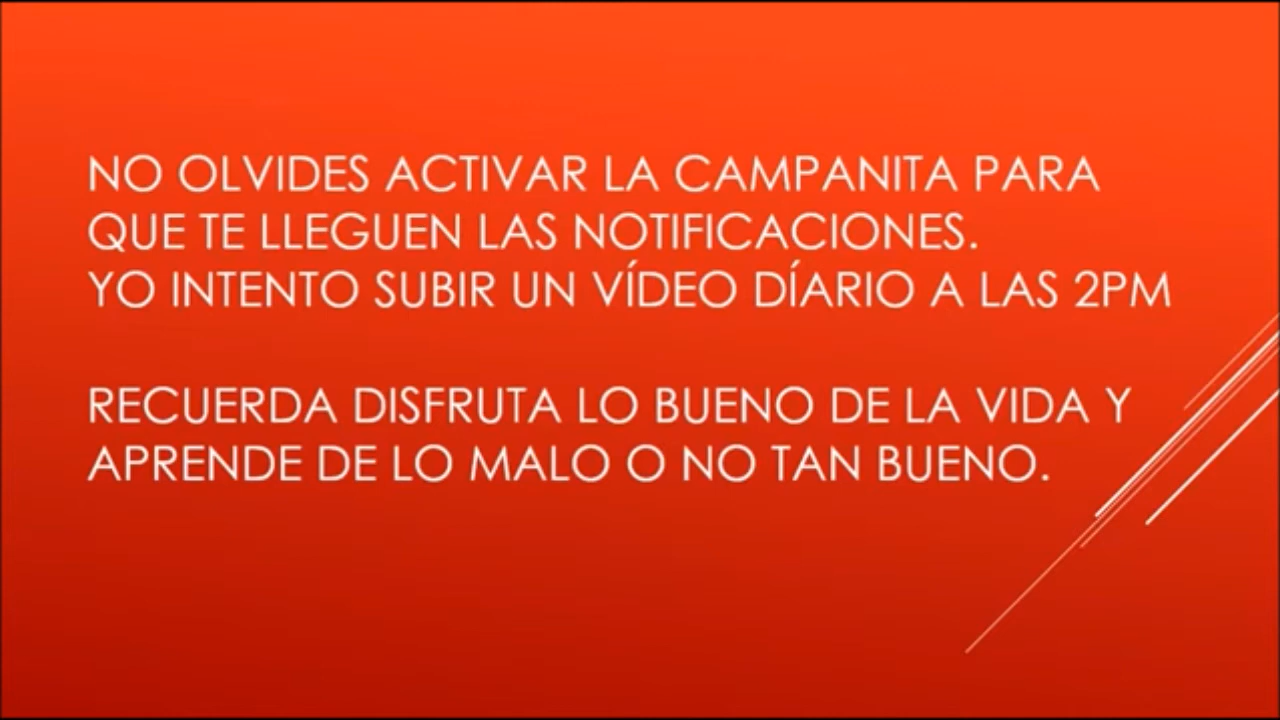 NO OLVIDES ACTIVAR LA CAMPANITA PARA
QUE TE LLEGUEN LAS NOTIFICACIONES.
YO INTENTO SUBIR UN VÍDEO DÍARIO A LAS 2PM
RECUERDA DISFRUTA LO BUENO DE LA VIDA Y
APRENDE DE LO MALO O NO TAN BUENO.